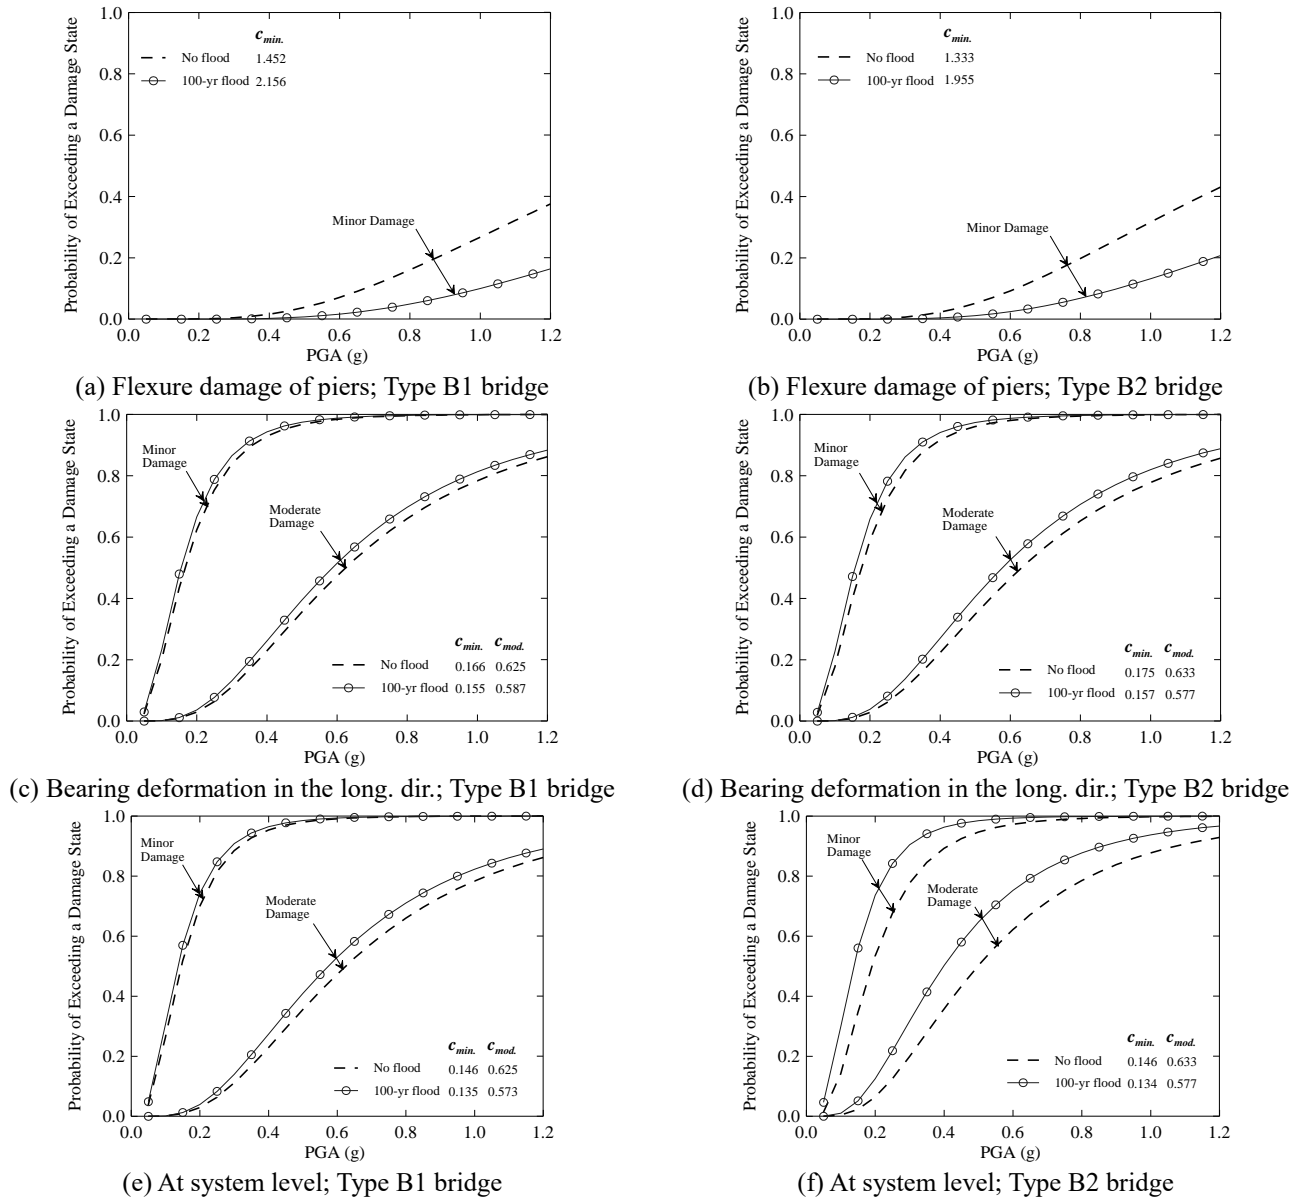 Probability of Exceeding a Damage State
1.0
0.8
0.6
0.4
0.2
0.0
c_min.
No flood 1.452
100-yr flood 2.156
Minor Damage
0.0 0.2 0.4 0.6 0.8 1.0 1.2
PGA (g)
(a) Flexure damage of piers; Type B1 bridge
Probability of Exceeding a Damage State
1.0
0.8
0.6
0.4
0.2
0.0
c_min.
No flood 1.333
100-yr flood 1.955
Minor Damage
0.0 0.2 0.4 0.6 0.8 1.0 1.2
PGA (g)
(b) Flexure damage of piers; Type B2 bridge
Probability of Exceeding a Damage State
1.0
0.8
0.6
0.4
0.2
0.0
Minor
Damage
Moderate
Damage
c_min. c_mod.
No flood 0.166 0.625
100-yr flood 0.155 0.587
0.0 0.2 0.4 0.6 0.8 1.0 1.2
PGA (g)
(c) Bearing deformation in the long. dir.; Type B1 bridge
Probability of Exceeding a Damage State
1.0
0.8
0.6
0.4
0.2
0.0
Minor
Damage
Moderate
Damage
c_min. c_mod.
No flood 0.175 0.633
100-yr flood 0.157 0.577
0.0 0.2 0.4 0.6 0.8 1.0 1.2
PGA (g)
(d) Bearing deformation in the long. dir.; Type B2 bridge
Probability of Exceeding a Damage State
1.0
0.8
0.6
0.4
0.2
0.0
Minor
Damage
Moderate
Damage
c_min. c_mod.
No flood 0.146 0.625
100-yr flood 0.135 0.573
0.0 0.2 0.4 0.6 0.8 1.0 1.2
PGA (g)
(e) At system level; Type B1 bridge
Probability of Exceeding a Damage State
1.0
0.8
0.6
0.4
0.2
0.0
Minor
Damage
Moderate
Damage
c_min. c_mod.
No flood 0.146 0.633
100-yr flood 0.134 0.577
0.0 0.2 0.4 0.6 0.8 1.0 1.2
PGA (g)
(f) At system level; Type B2 bridge